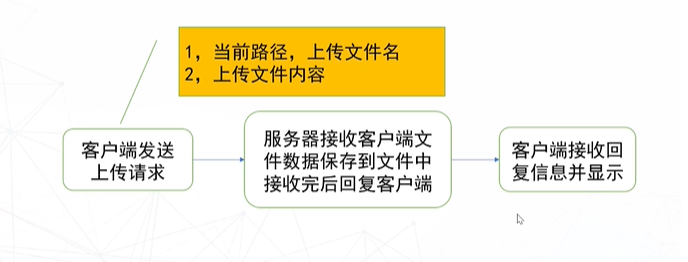 1，当前路径，上传文件名
2，上传文件内容
客户端发送
上传请求
服务器接收客户端文
件数据保存到文件中
接收完后回复客户端
客户端接收回
复信息并显示